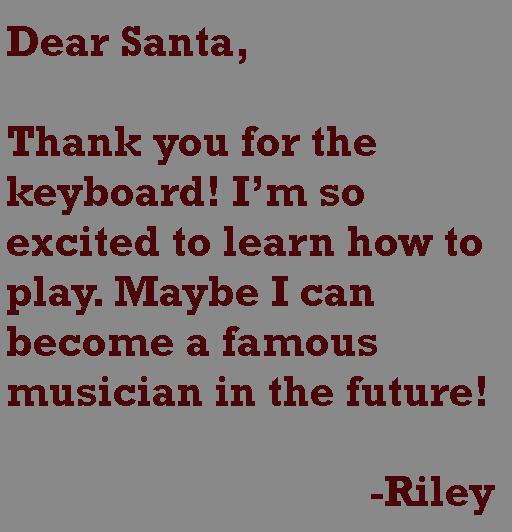 Dear Santa,
Thank you for the
keyboard! I’m so
excited to learn how to
play. Maybe I can
become a famous
musician in the future!
-Riley